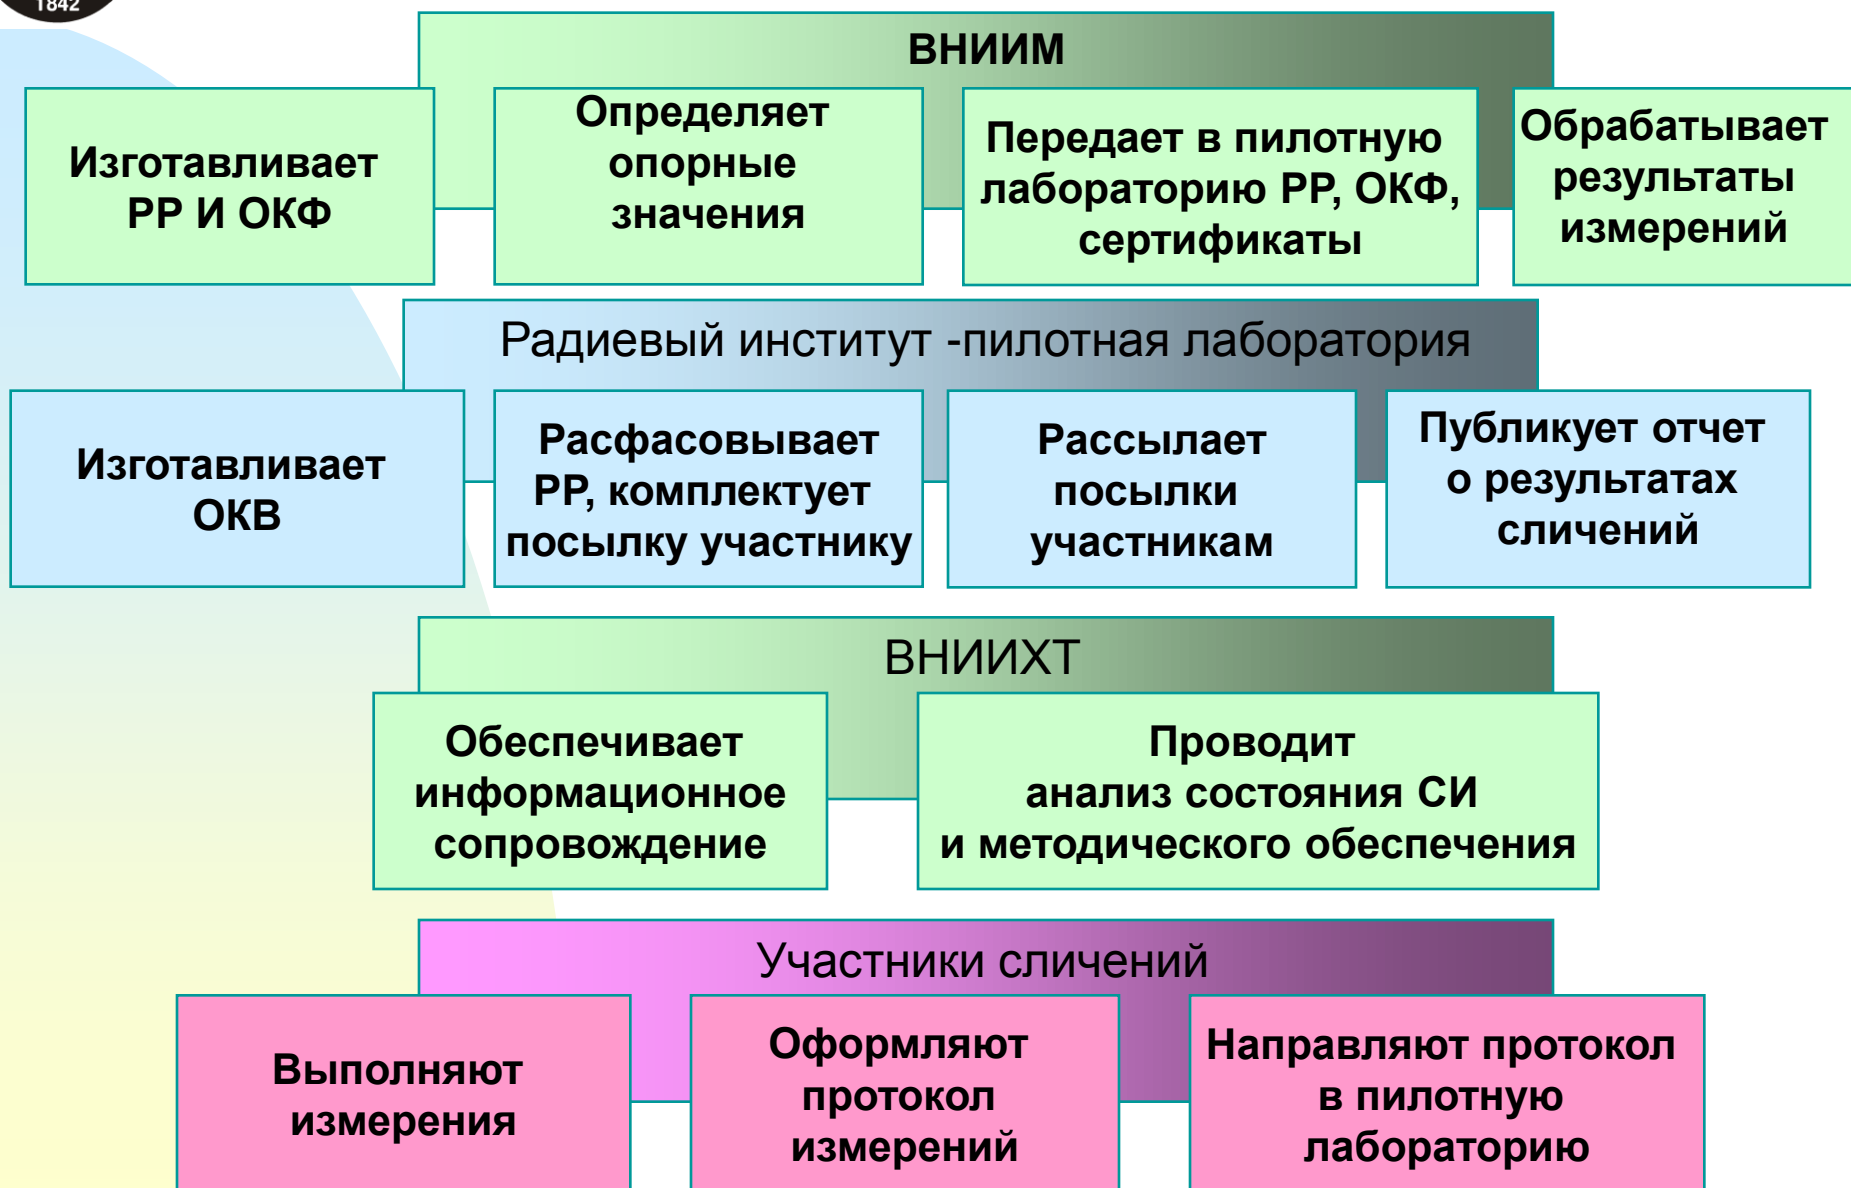 1842
ВНИИМ
Изготавливает
РР И ОКФ
Определяет
опорные
значения
Передает в пилотную
лабораторию РР, ОКФ,
сертификаты
Обрабатывает
результаты
измерений
Радиевый институт -пилотная лаборатория
Изготавливает
ОКВ
Расфасовывает
РР, комплектует
посылку участнику
Рассылает
посылки
участникам
Публикует отчет
о результатах
сличений
ВНИИХТ
Обеспечивает
информационное
сопровождение
Проводит
анализ состояния СИ
и методического обеспечения
Участники сличений
Выполняют
измерения
Оформляют
протокол
измерений
Направляют протокол
в пилотную
лабораторию